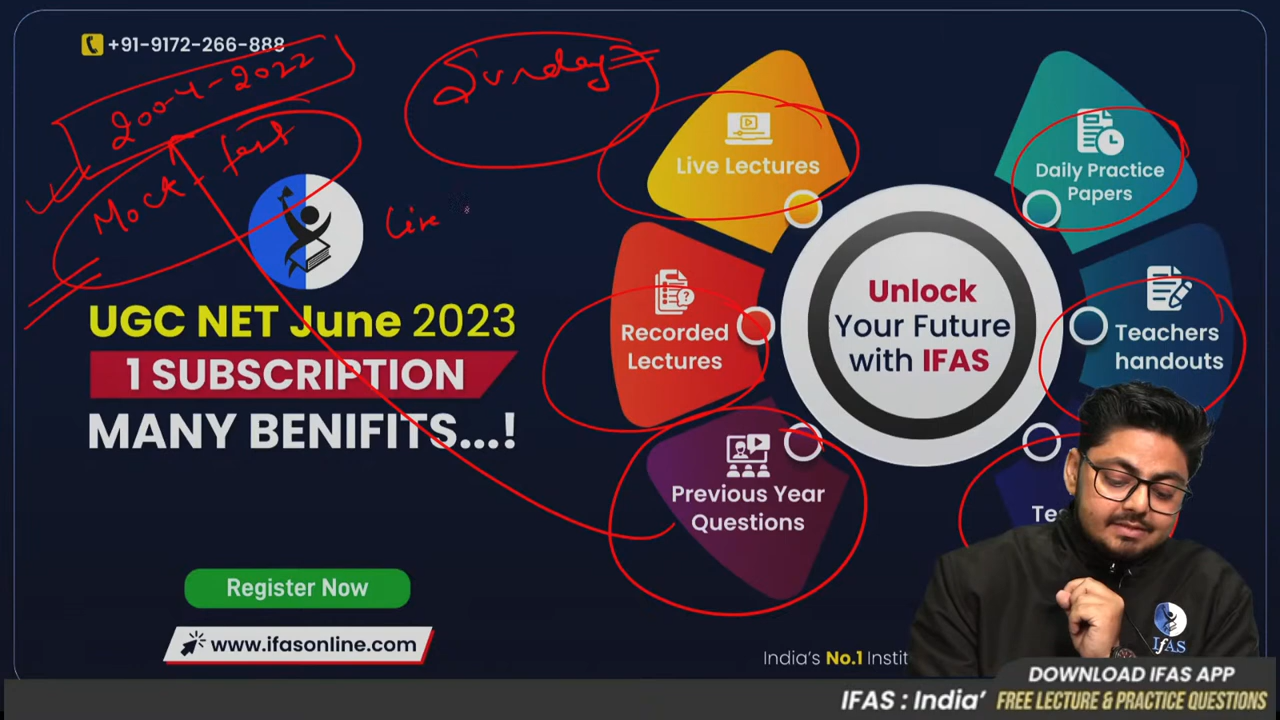 +91-9172-266-888
2004-2022
Mock-test
Sunday
Live
UGC NET June 2023
1 SUBSCRIPTION
MANY BENIFITS...!
Register Now
www.ifasonline.com
Live Lectures
Recorded
Lectures
Previous Year
Questions
Unlock
Your Future
with IFAS
Daily Practice
Papers
Teachers
handouts
IFAS
India's No.1
DOWNLOAD IFAS APP
IFAS : India'
FREE LECTURE & PRACTICE QUESTIONS